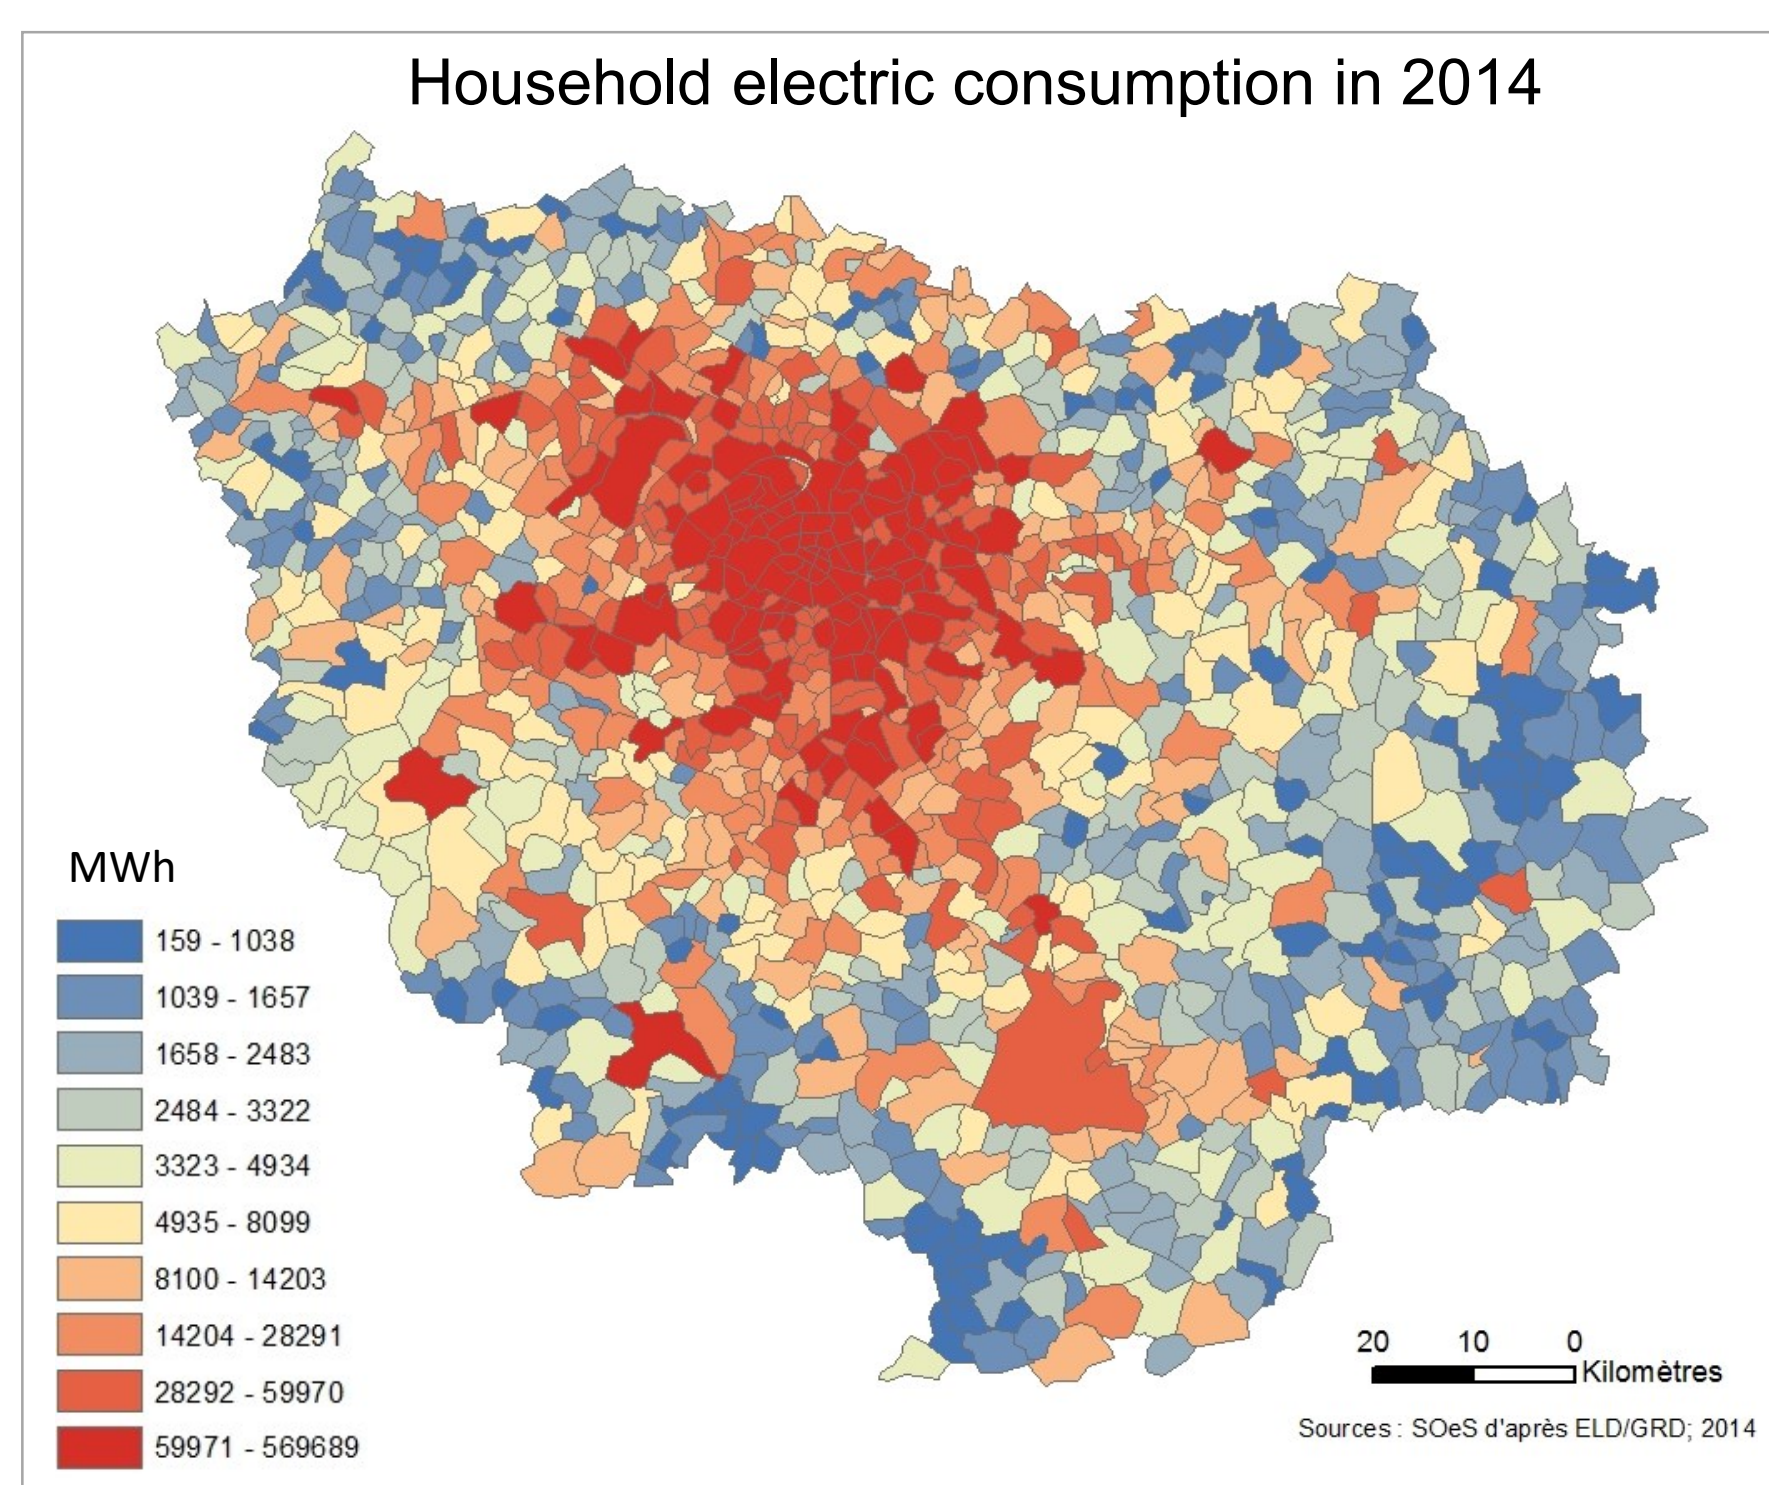 Household electric consumption in 2014
MWh
159 - 1038
1039 - 1657
1658 - 2483
2484 - 3322
3323 - 4934
4935 - 8099
8100 - 14203
14204 - 28291
28292 - 59970
59971 - 569689
20 10 0
Kilomètres
Sources : SOeS d'après ELD/GRD; 2014